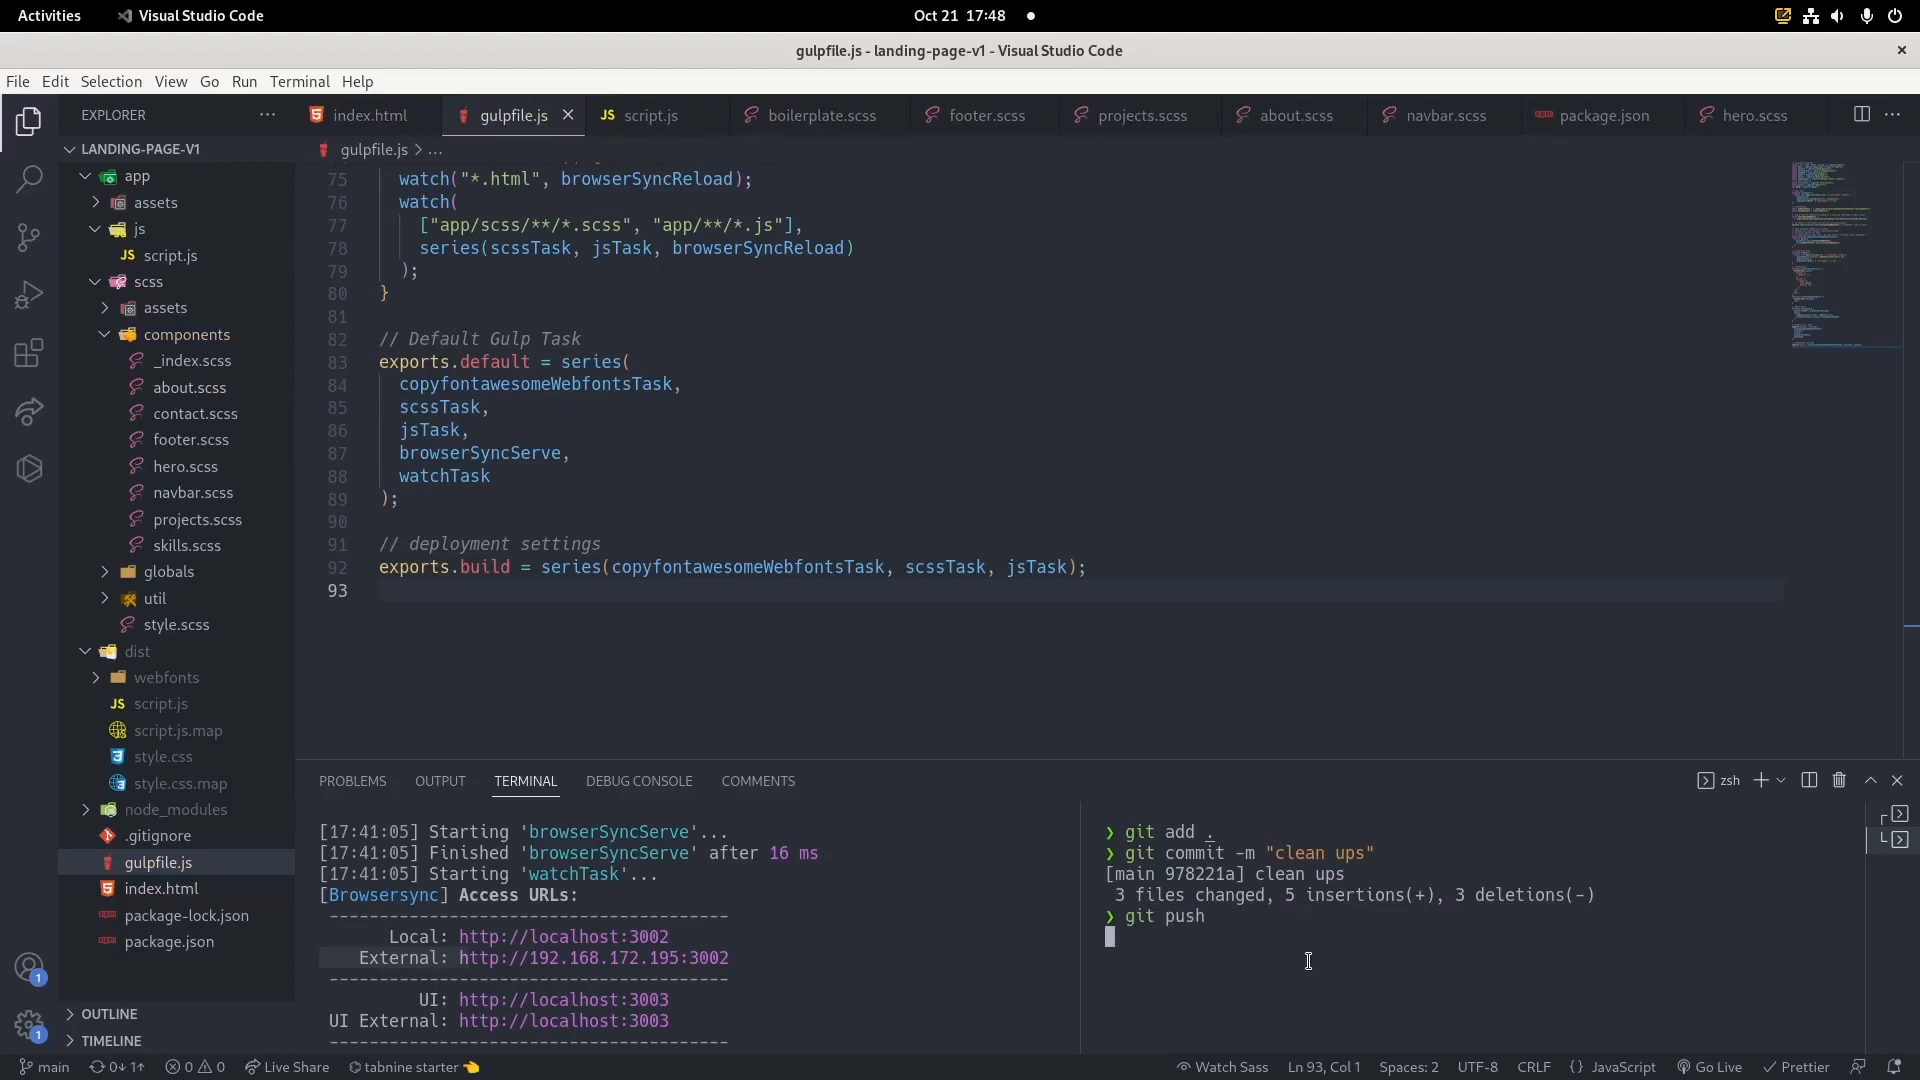 Activities
Visual Studio Code
Oct 21 17:48
gulpfile.js - landing-page-v1 - Visual Studio Code
File Edit Selection View Go Run Terminal Help
EXPLORER
index.html
gulpfile.js
JS script.js
boilerplate.scss
footer.scss
projects.scss
about.scss
navbar.scss
package.json
hero.scss
LANDING-PAGE-V1
app
assets
js
JS script.js
scss
assets
components
_index.scss
about.scss
contact.scss
footer.scss
hero.scss
navbar.scss
projects.scss
skills.scss
globals
util
style.scss
dist
webfonts
JS script.js
script.js.map
style.css
style.css.map
node_modules
.gitignore
gulpfile.js
index.html
package-lock.json
package.json
OUTLINE
TIMELINE
gulpfile.js > ...
75 watch("*.html", browserSyncReload);
76 watch(
77 ["app/scss/**/*.scss", "app/**/*.js"],
78 series(scssTask, jsTask, browserSyncReload)
79 );
80 }
81
82 // Default Gulp Task
83 exports.default = series(
84 copyfontawesomeWebfontsTask,
85 scssTask,
86 jsTask,
87 browserSyncServe,
88 watchTask
89 );
90
91 // deployment settings
92 exports.build = series(copyfontawesomeWebfontsTask, scssTask, jsTask);
93
PROBLEMS OUTPUT TERMINAL DEBUG CONSOLE COMMENTS
zsh
[17:41:05] Starting 'browserSyncServe'...
[17:41:05] Finished 'browserSyncServe' after 16 ms
[17:41:05] Starting 'watchTask'...
[Browsersync] Access URLs:
-----------------------------------------
Local: http://localhost:3002
External: http://192.168.172.195:3002
-----------------------------------------
UI: http://localhost:3003
UI External: http://localhost:3003
-----------------------------------------
❯ git add .
❯ git commit -m "clean ups"
[main 978221a] clean ups
3 files changed, 5 insertions(+), 3 deletions(-)
❯ git push
1
1
main 0↓ 1↑ 0 0 Live Share tabnine starter 👈
Watch Sass Ln 93, Col 1 Spaces: 2 UTF-8 CRLF {} JavaScript Go Live Prettier